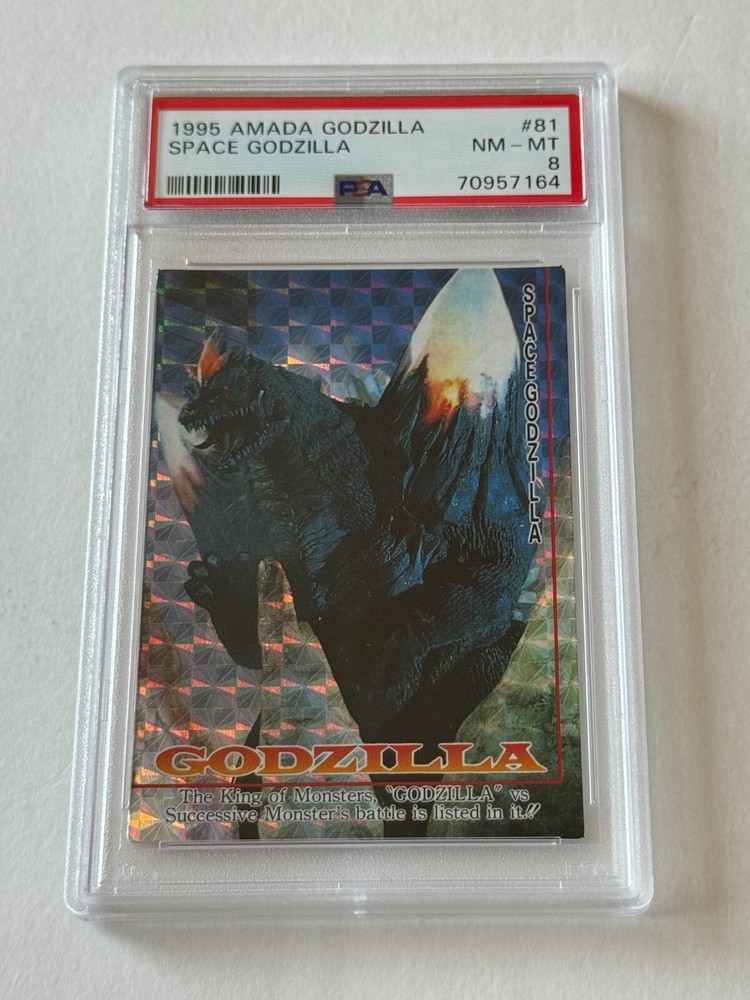 1995 AMADA GODZILLA #81
SPACE GODZILLA NM - MT
8
PSA 70957164
SPACEGODZILLA
GODZILLA
The King of Monsters, "GODZILLA" vs
Successive Monster's battle is listed in it.!!